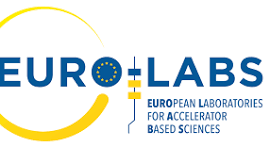 EURO-LABS
EUROPEAN LABORATORIES
FOR ACCELERATOR
BASED SCIENCES